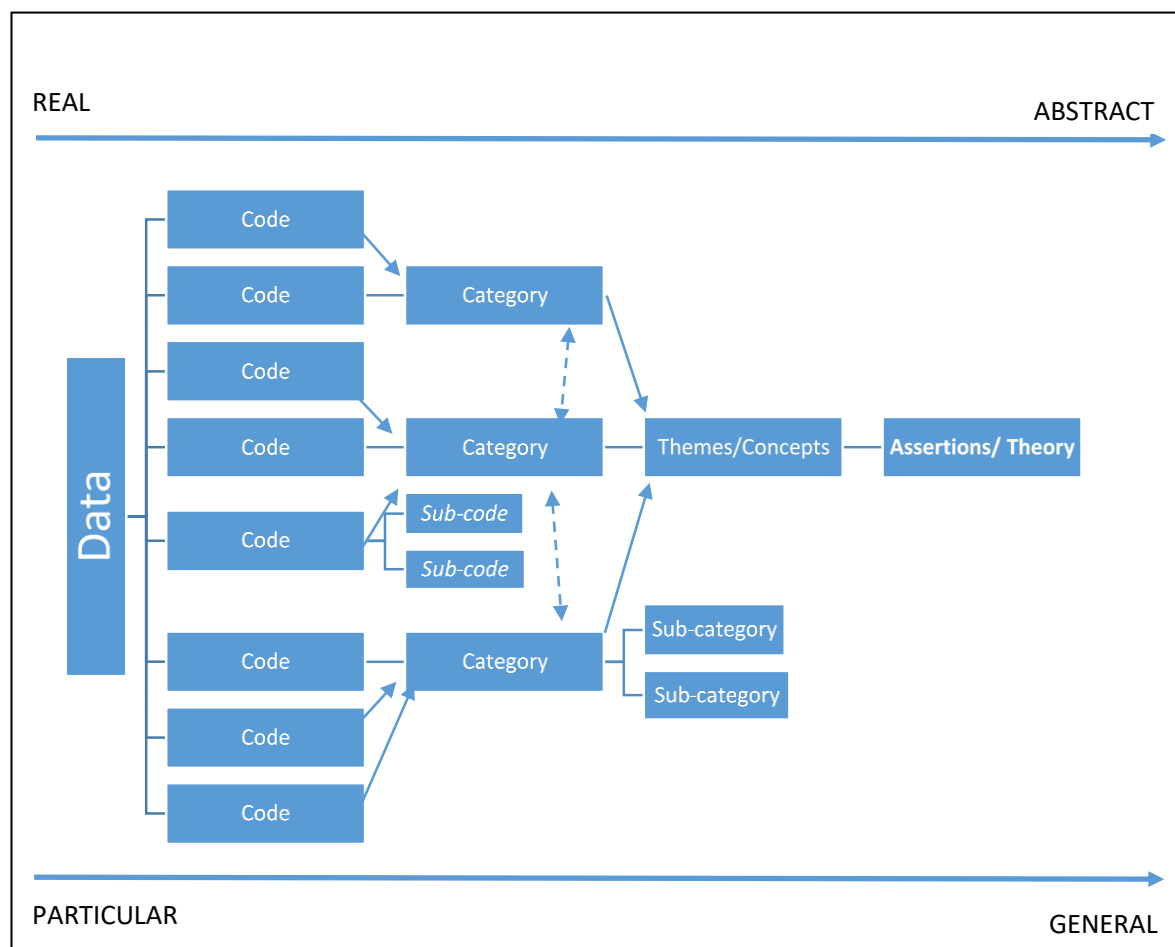 REAL
ABSTRACT
Code
Code
Category
Code
Code
Category
Themes/Concepts
Assertions/ Theory
Data
Code
Sub-code
Sub-code
Code
Category
Sub-category
Sub-category
Code
Code
PARTICULAR
GENERAL